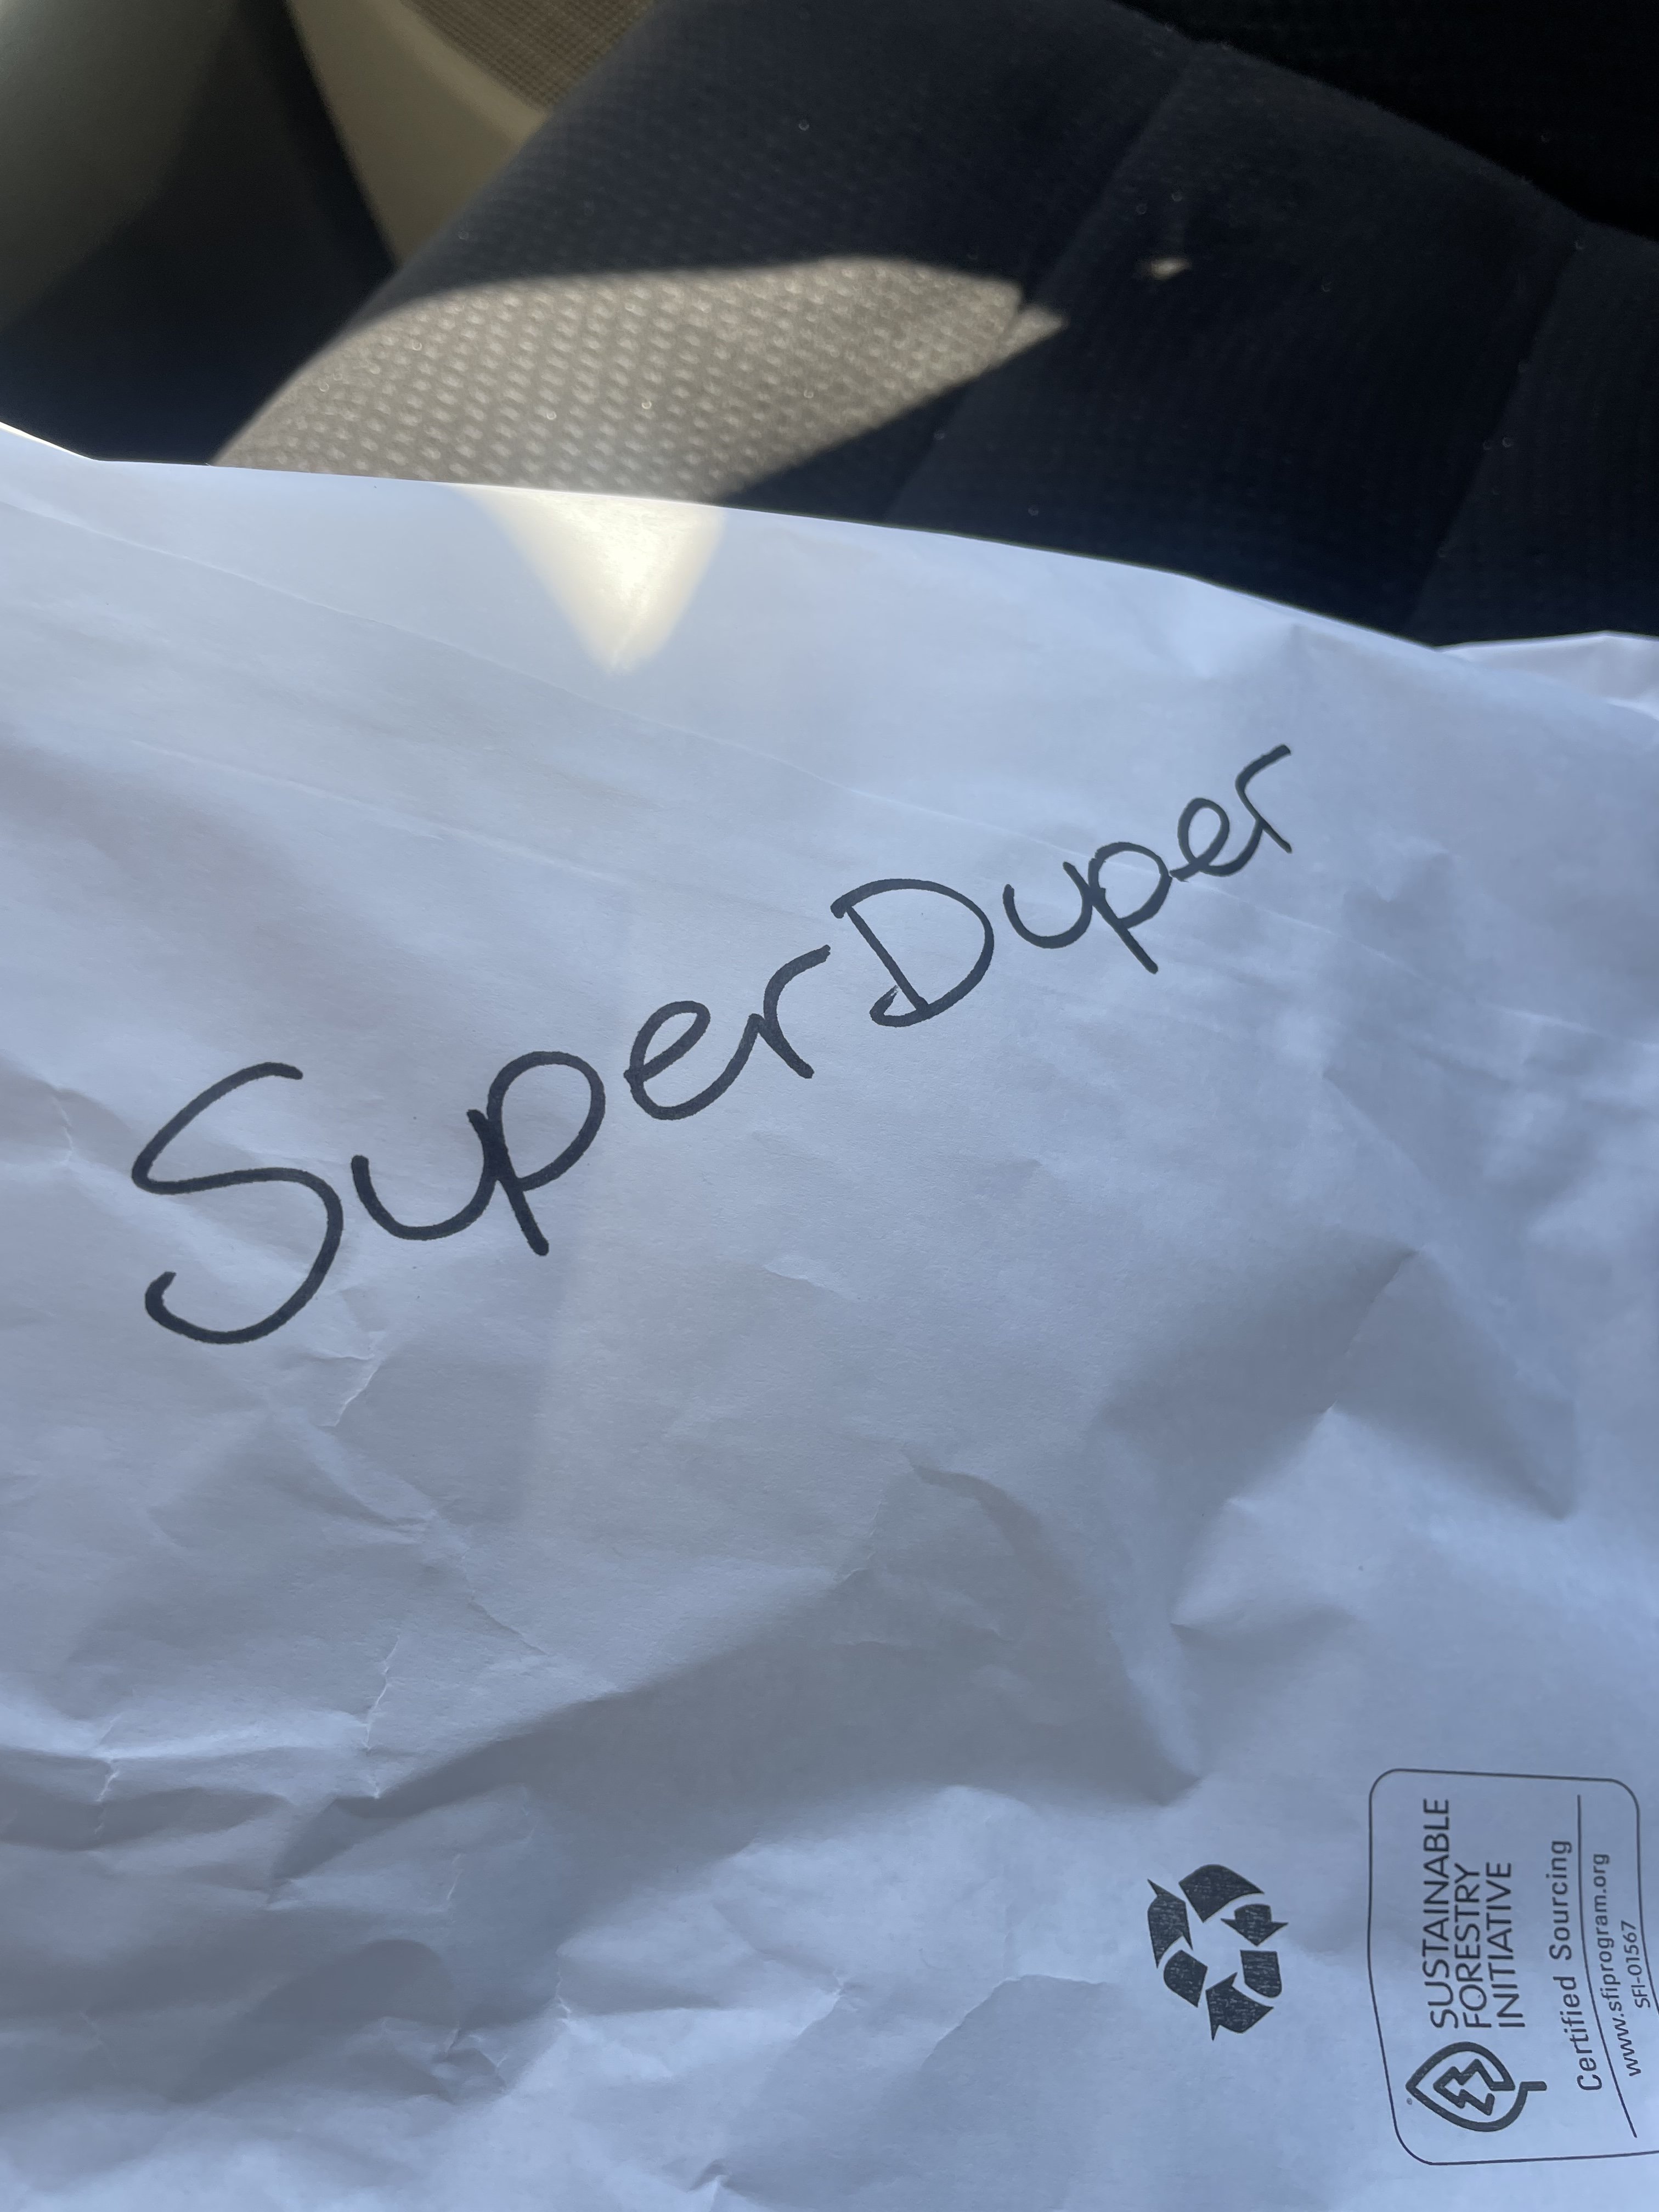 SuperDuper
SUSTAINABLE
FORESTRY
INITIATIVE
Certified Sourcing
www.sfiprogram.org
SFI-01567